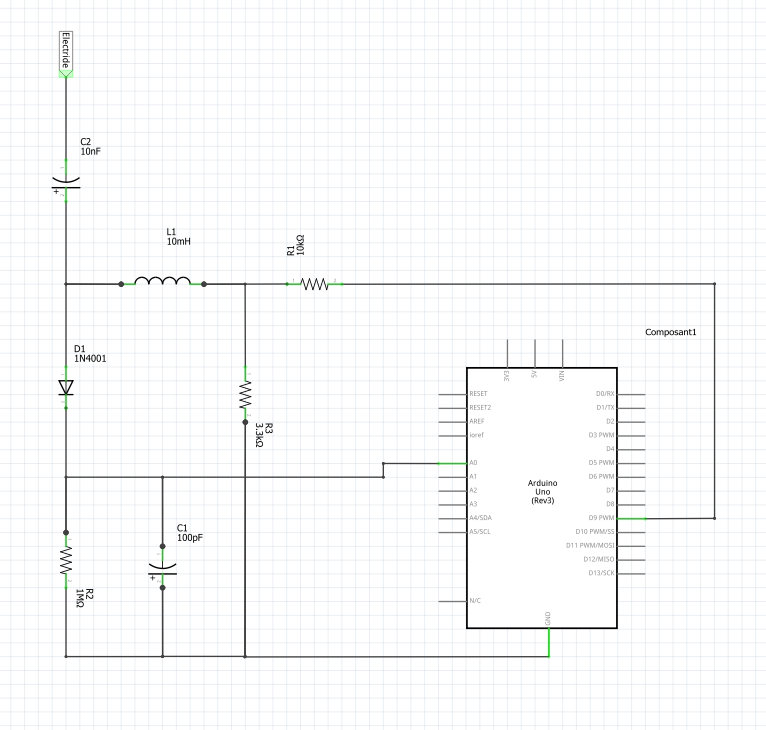 Electride
C2
10nF
L1
10mH
R1
10kΩ
Composant1
D1
1N4001
R3
3.3kΩ
C1
100pF
R2
1MΩ
3V3
5V
VIN
RESET
RESET2
AREF
ioref
A0
A1
A2
A3
A4/SDA
A5/SCL
N/C
Arduino
Uno
(Rev3)
D0/RX
D1/TX
D2
D3 PWM
D4
D5 PWM
D6 PWM
D7
D8
D9 PWM
D10 PWM/SS
D11 PWM/MOSI
D12/MISO
D13/SCK
GND
+
+